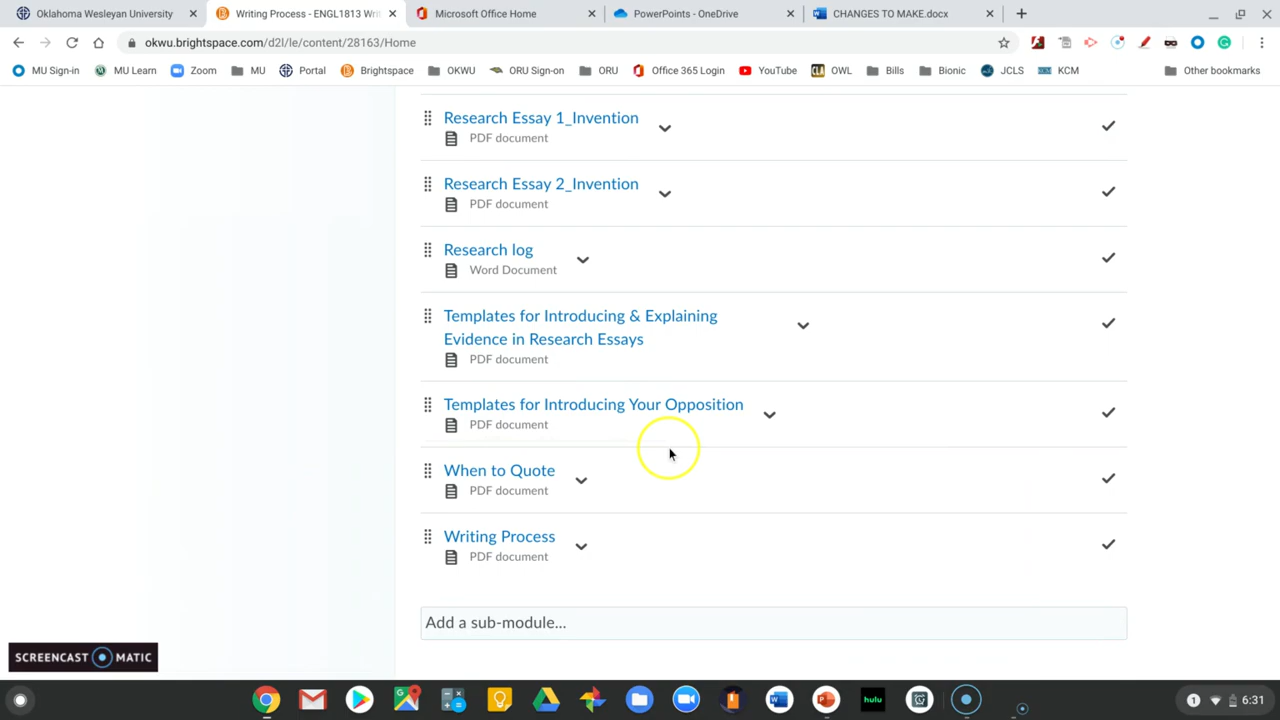 Oklahoma Wesleyan University
Writing Process - ENGL1813 Writ
Microsoft Office Home
PowerPoints - OneDrive
CHANGES TO MAKE.docx
okwu.brightspace.com/d2l/le/content/28163/Home
MU Sign-in
MU Learn
Zoom
MU
Portal
Brightspace
OKWU
ORU Sign-on
ORU
Office 365 Login
YouTube
OWL
Bills
Bionic
JCLS
KCM
Other bookmarks
Research Essay 1_Invention
PDF document
Research Essay 2_Invention
PDF document
Research log
Word Document
Templates for Introducing & Explaining
Evidence in Research Essays
PDF document
Templates for Introducing Your Opposition
PDF document
When to Quote
PDF document
Writing Process
PDF document
Add a sub-module...
SCREENCAST MATIC
hulu
1
6:31